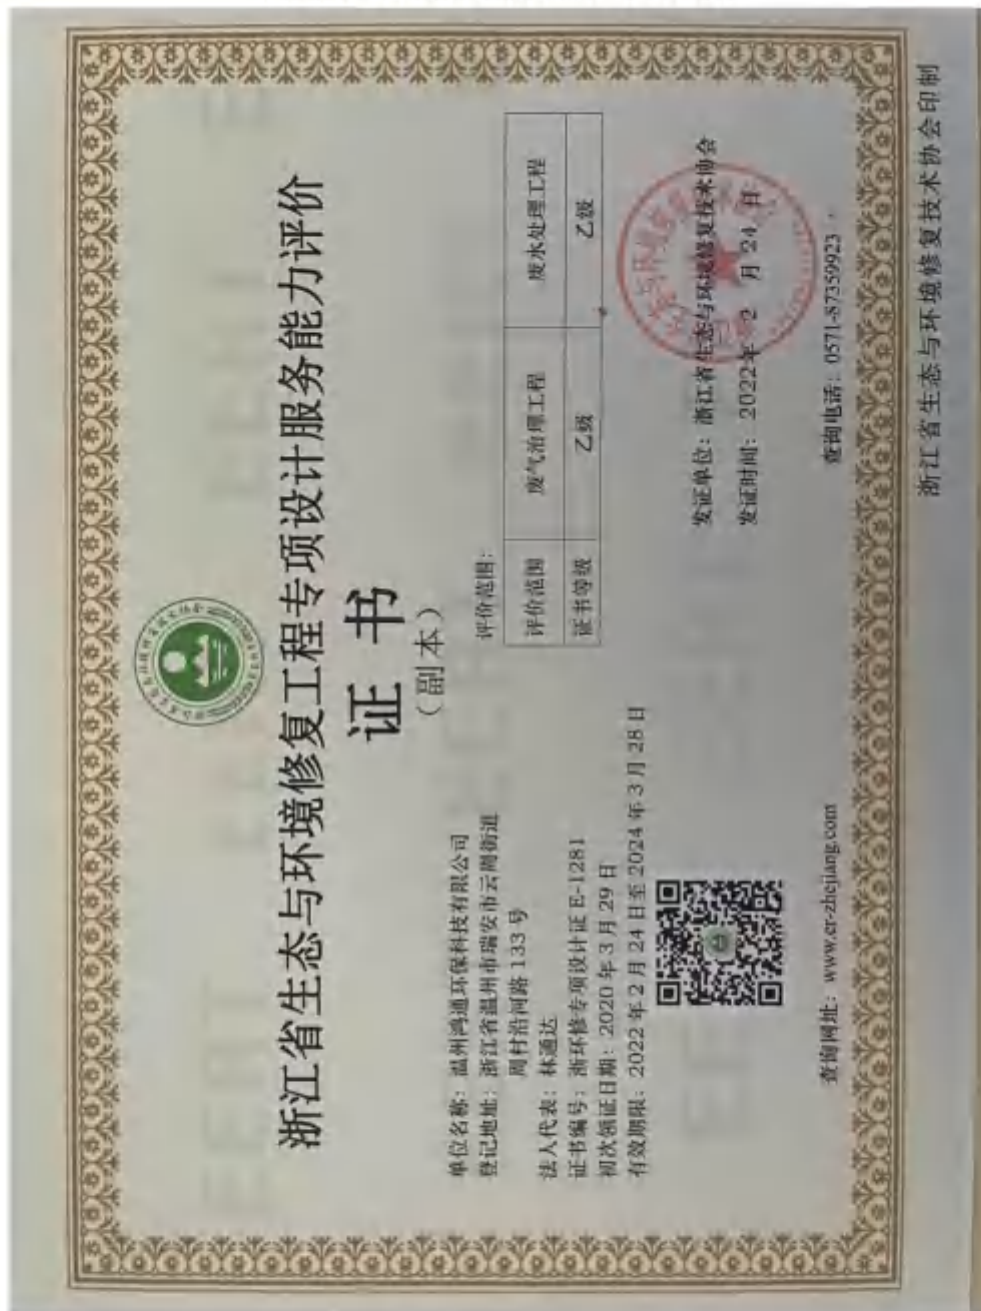 浙江省生态与环境修复工程专项设计服务能力评价
证书
（副本）
单位名称：温州鸿通环保科技有限公司
登记地址：浙江省温州市瑞安市云周街道
周村沿河路133号
法人代表：林通达
证书编号：浙环修专项设计证E-1281
初次领证日期：2020年3月29日
有效期限：2022年2月24日至2024年3月28日
评价范围：
评价范围 废气治理工程 废水处理工程
证书等级 乙级 乙级
发证单位：浙江省生态与环境修复技术协会
发证时间：2022年2月24日
查询网址：www.er-zhejiang.com
查询电话：0571-87359923
浙江省生态与环境修复技术协会印制